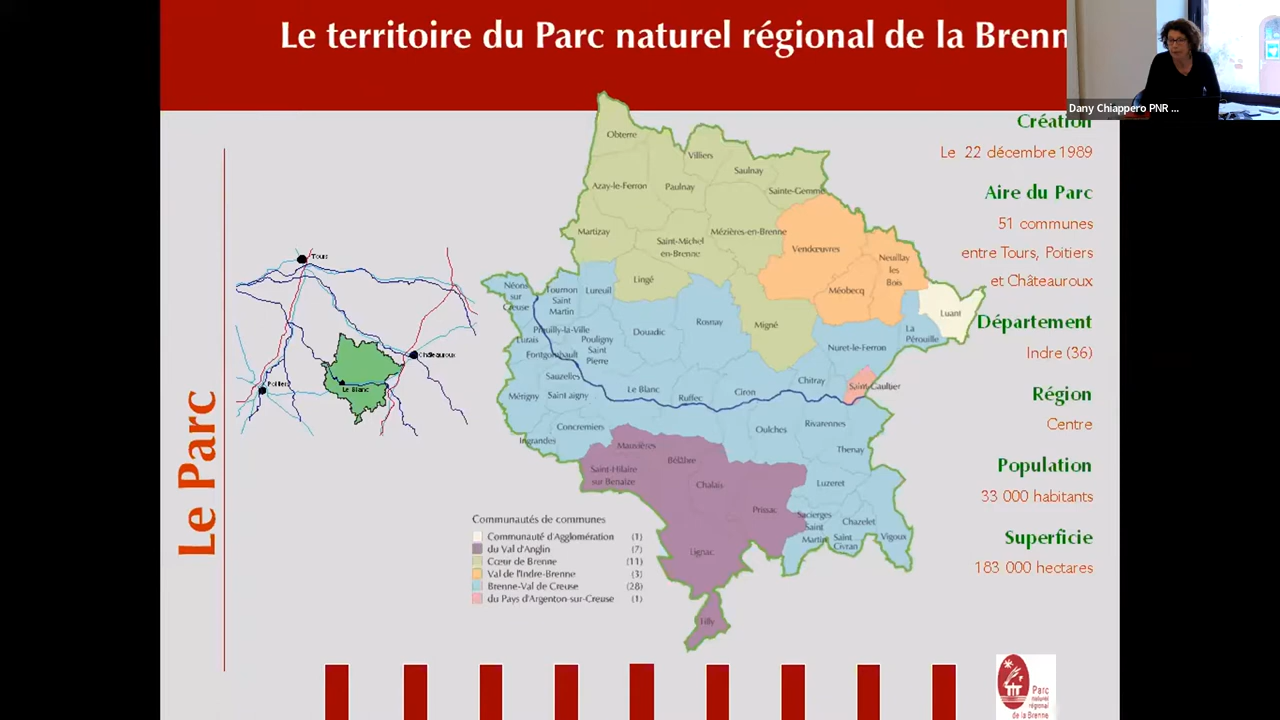 Le territoire du Parc naturel régional de la Brenn
Dany Chiappero PNR ...
Création
Le 22 décembre 1989
Aire du Parc
51 communes
entre Tours, Poitiers
et Châteauroux
Département
Indre (36)
Région
Centre
Population
33 000 habitants
Superficie
183 000 hectares
Le Parc
Tours
Châteauroux
Poitiers
Le Blanc
Obterre
Villiers
Saulnay
Azay-le-Ferron
Paulnay
Sainte-Gemme
Martizay
Saint-Michel
en-Brenne
Mézières-en-Brenne
Vendœuvres
Neuillay
les
Bois
Lingé
Méobecq
Luant
Néons
sur
Creuse
Tournon
Saint
Martin
Lureuil
Rosnay
Migné
La
Pérouille
Preuilly-la-Ville
Lurais
Douadic
Pouligny
Saint
Pierre
Fontgombault
Nuret-le-Ferron
Sauzelles
Chitray
Saint-Gaultier
Mérigny
Saint aigny
Le Blanc
Ruffec
Ciron
Concremiers
Oulches
Rivarennes
Ingrandes
Mauvières
Thenay
Bélâbre
Saint-Hilaire
sur Benaize
Chalais
Luzeret
Prissac
Sacierges
Saint
Martin
Chazelet
Saint
Civran
Vigoux
Lignac
Tilly
Communautés de communes
Communauté d'Agglomération (1)
du Val d'Anglin (7)
Cœur de Brenne (11)
Val de l'Indre-Brenne (3)
Brenne-Val de Creuse (28)
du Pays d'Argenton-sur-Creuse (1)
Parc
naturel
régional
de la Brenne